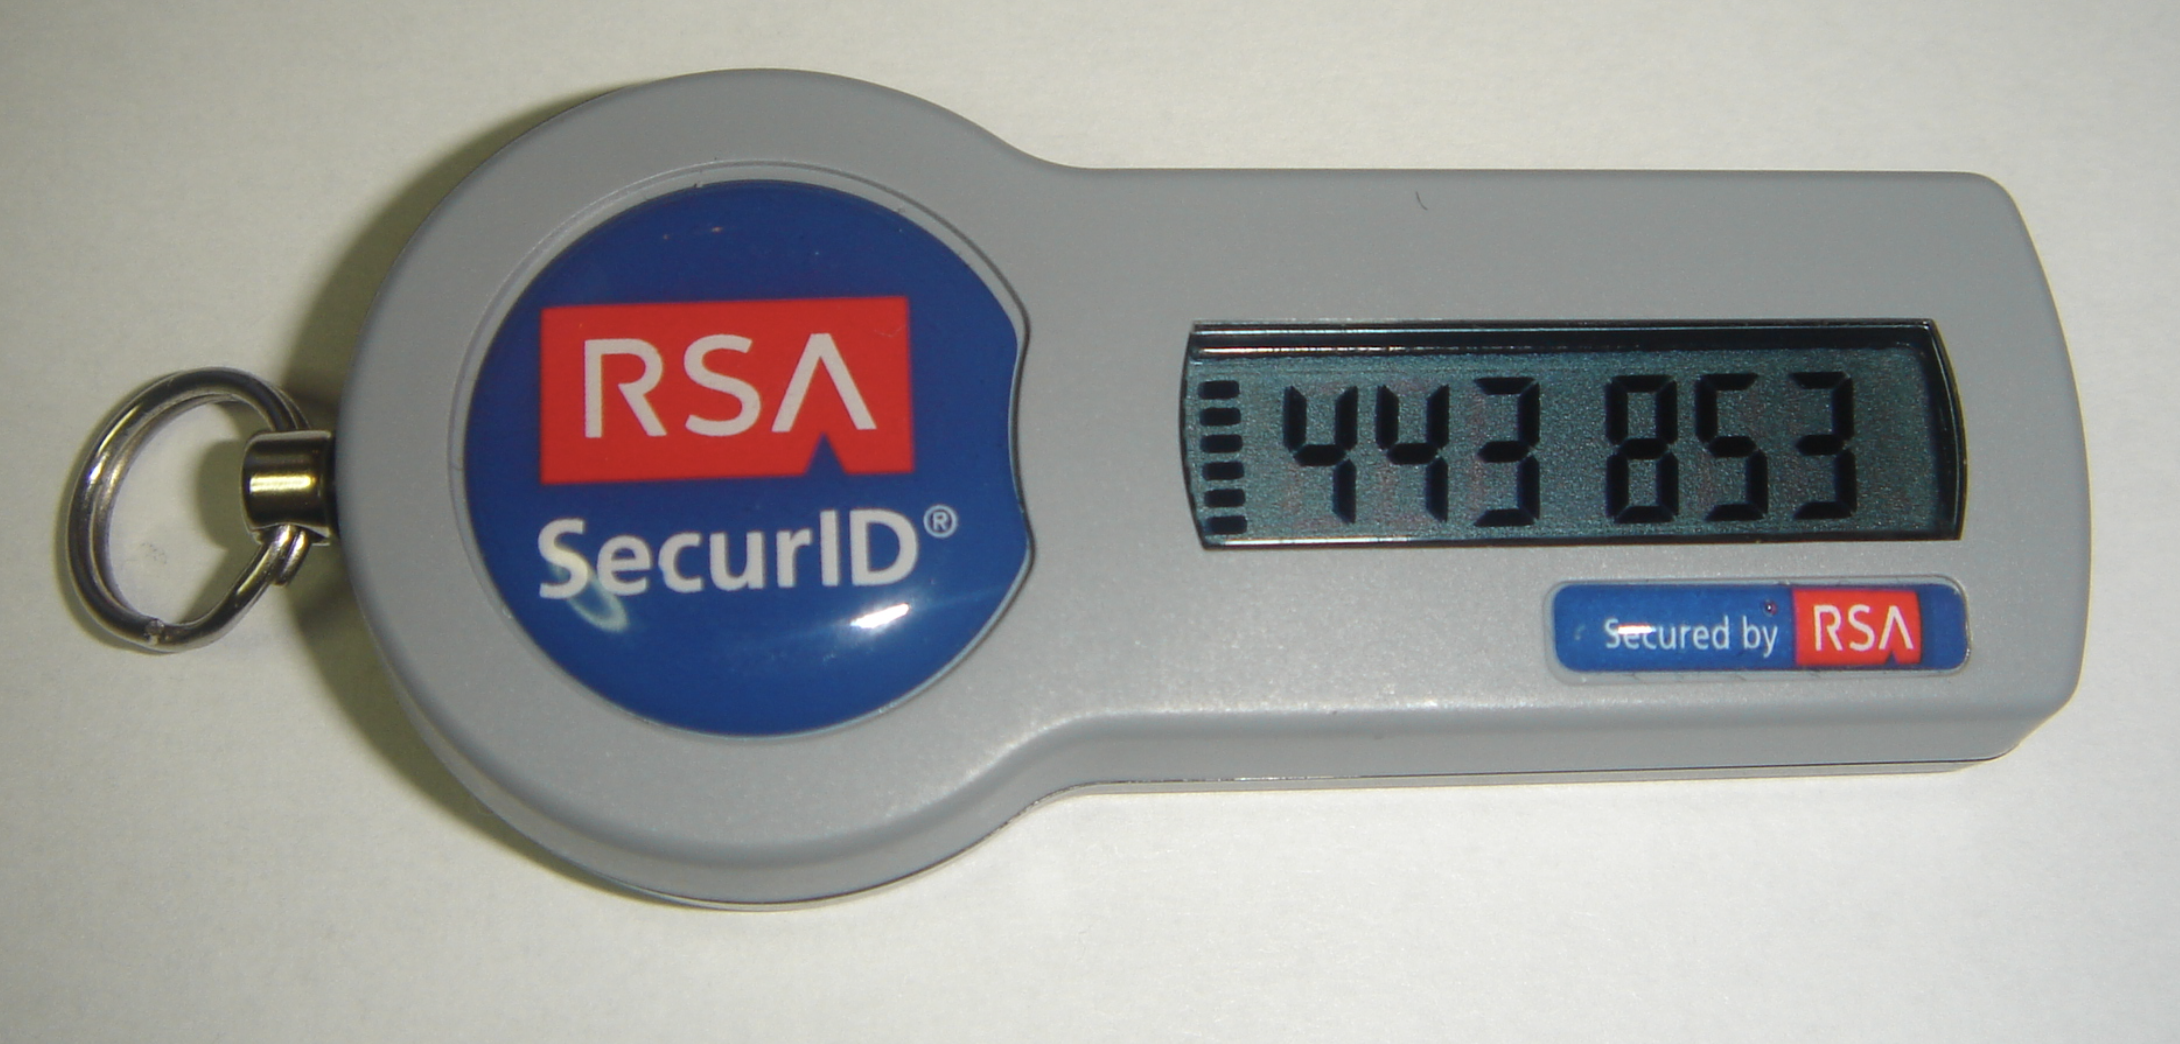 RSA
SecurID®
443 853
Secured by RSA